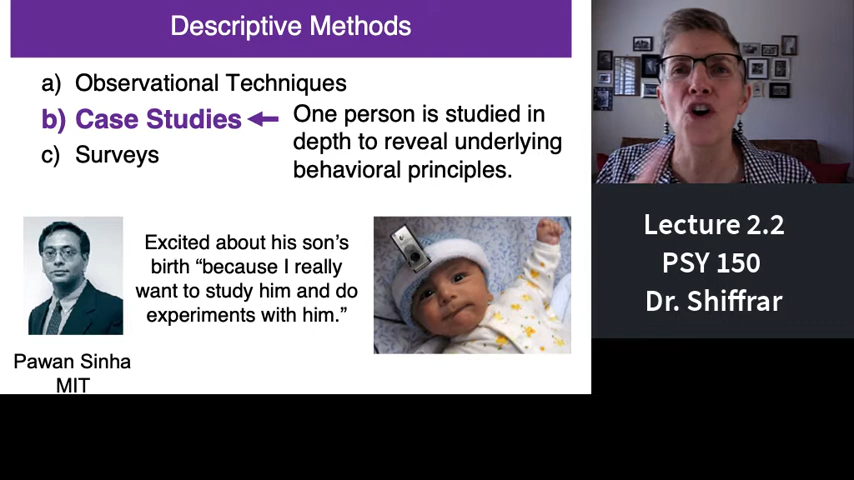 Descriptive Methods
a) Observational Techniques
b) Case Studies
c) Surveys
One person is studied in
depth to reveal underlying
behavioral principles.
Excited about his son’s
birth “because I really
want to study him and do
experiments with him.”
Pawan Sinha
MIT
Lecture 2.2
PSY 150
Dr. Shiffrar